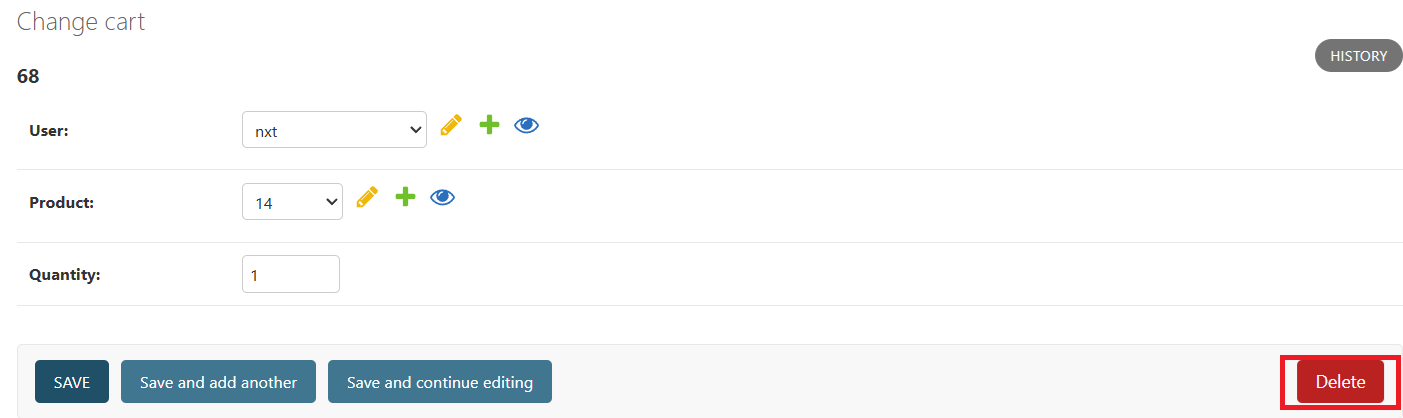 Change cart
HISTORY
68
User: nxt
Product: 14
Quantity: 1
SAVE Save and add another Save and continue editing Delete